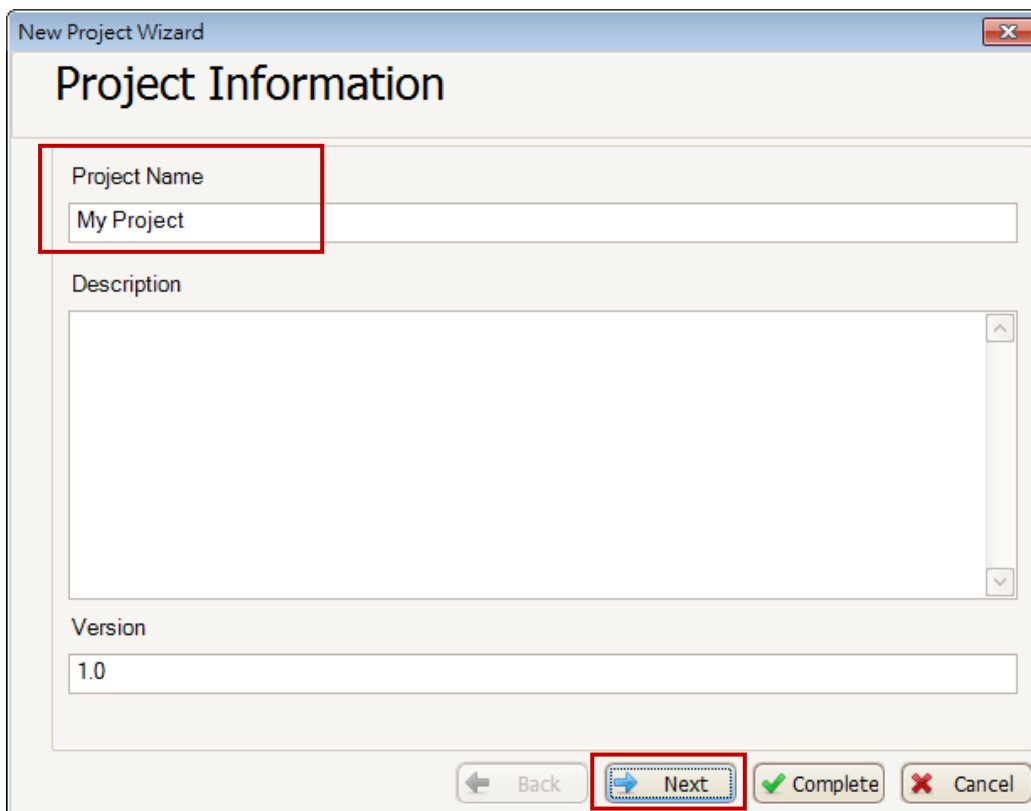 New Project Wizard
Project Information
Project Name
My Project
Description
Version
1.0
Back Next Complete Cancel